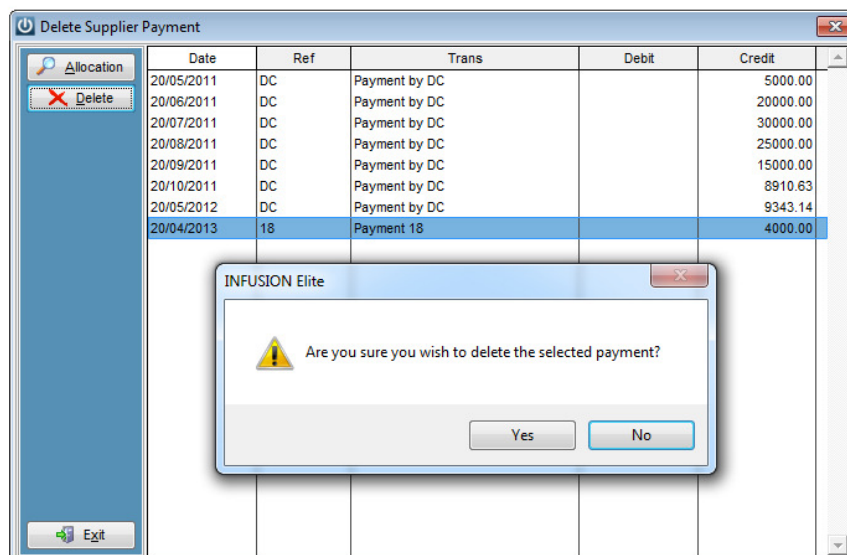 Delete Supplier Payment
Allocation
Delete
Date Ref Trans Debit Credit
20/05/2011 DC Payment by DC 5000.00
20/06/2011 DC Payment by DC 20000.00
20/07/2011 DC Payment by DC 30000.00
20/08/2011 DC Payment by DC 25000.00
20/09/2011 DC Payment by DC 15000.00
20/10/2011 DC Payment by DC 8910.63
20/05/2012 DC Payment by DC 9343.14
20/04/2013 18 Payment 18 4000.00
INFUSION Elite
Are you sure you wish to delete the selected payment?
Yes No
Exit